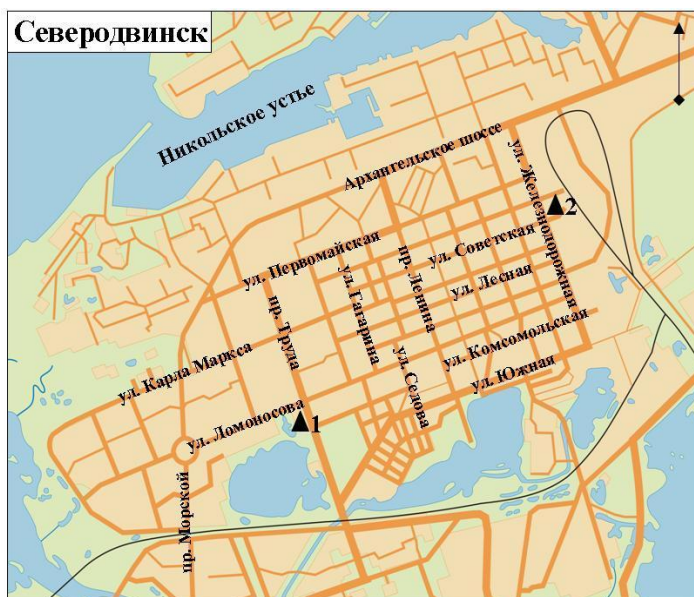 Северодвинск
Никольское устье
Архангельское шоссе
ул. Железнодорожная
2
ул. Первомайская
ул. Советская
пр. Ленина
ул. Гагарина
ул. Лесная
пр. Труда
ул. Карла Маркса
ул. Комсомольская
ул. Седова
ул. Южная
ул. Ломоносова
1
пр. Морской